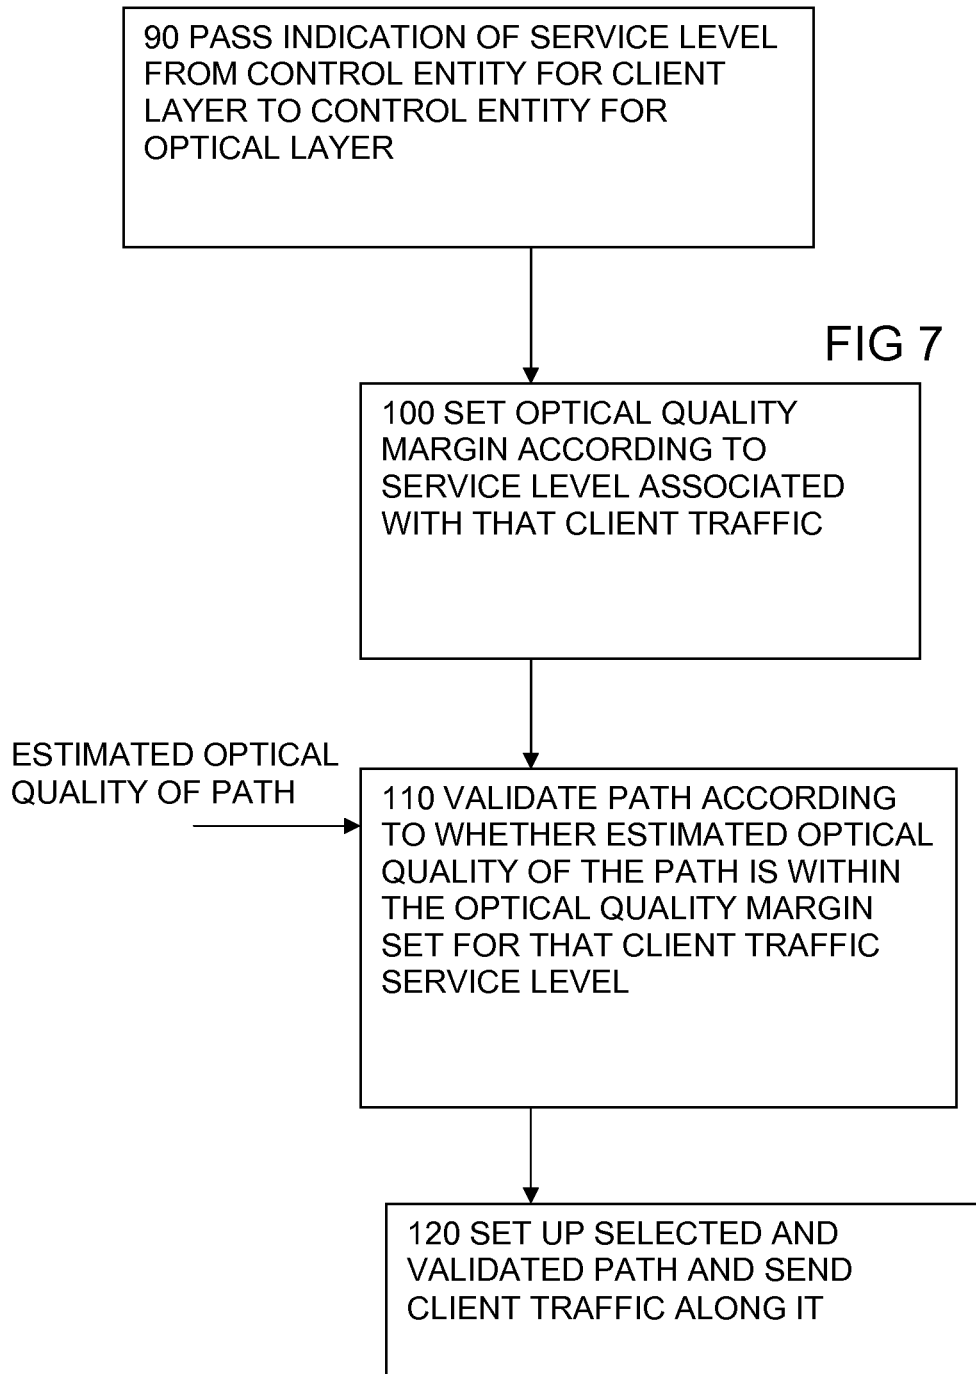 90 PASS INDICATION OF SERVICE LEVEL
FROM CONTROL ENTITY FOR CLIENT
LAYER TO CONTROL ENTITY FOR
OPTICAL LAYER
FIG 7
100 SET OPTICAL QUALITY
MARGIN ACCORDING TO
SERVICE LEVEL ASSOCIATED
WITH THAT CLIENT TRAFFIC
ESTIMATED OPTICAL
QUALITY OF PATH
110 VALIDATE PATH ACCORDING
TO WHETHER ESTIMATED OPTICAL
QUALITY OF THE PATH IS WITHIN
THE OPTICAL QUALITY MARGIN
SET FOR THAT CLIENT TRAFFIC
SERVICE LEVEL
120 SET UP SELECTED AND
VALIDATED PATH AND SEND
CLIENT TRAFFIC ALONG IT